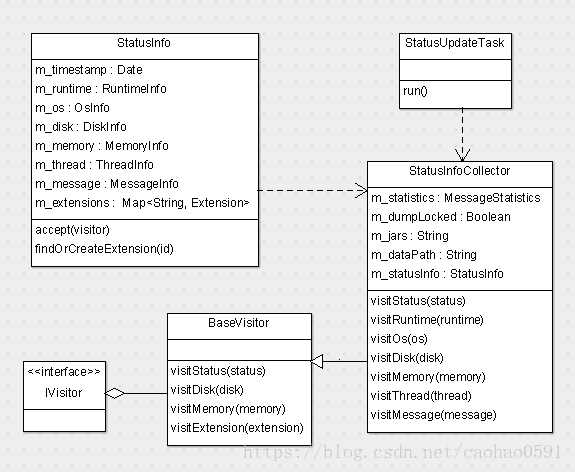 StatusInfo
m_timestamp : Date
m_runtime : RuntimeInfo
m_os : OsInfo
m_disk : DiskInfo
m_memory : MemoryInfo
m_thread : ThreadInfo
m_message : MessageInfo
m_extensions : Map<String, Extension>
accept(visitor)
findOrCreateExtension(id)
StatusUpdateTask
run()
StatusInfoCollector
m_statistics : MessageStatistics
m_dumpLocked : Boolean
m_jars : String
m_dataPath : String
m_statusInfo : StatusInfo
visitStatus(status)
visitRuntime(runtime)
visitOs(os)
visitDisk(disk)
visitMemory(memory)
visitThread(thread)
visitMessage(message)
BaseVisitor
visitStatus(status)
visitDisk(disk)
visitMemory(memory)
visitExtension(extension)
<<interface>>
IVisitor
https://blog.csdn.net/caohao0591